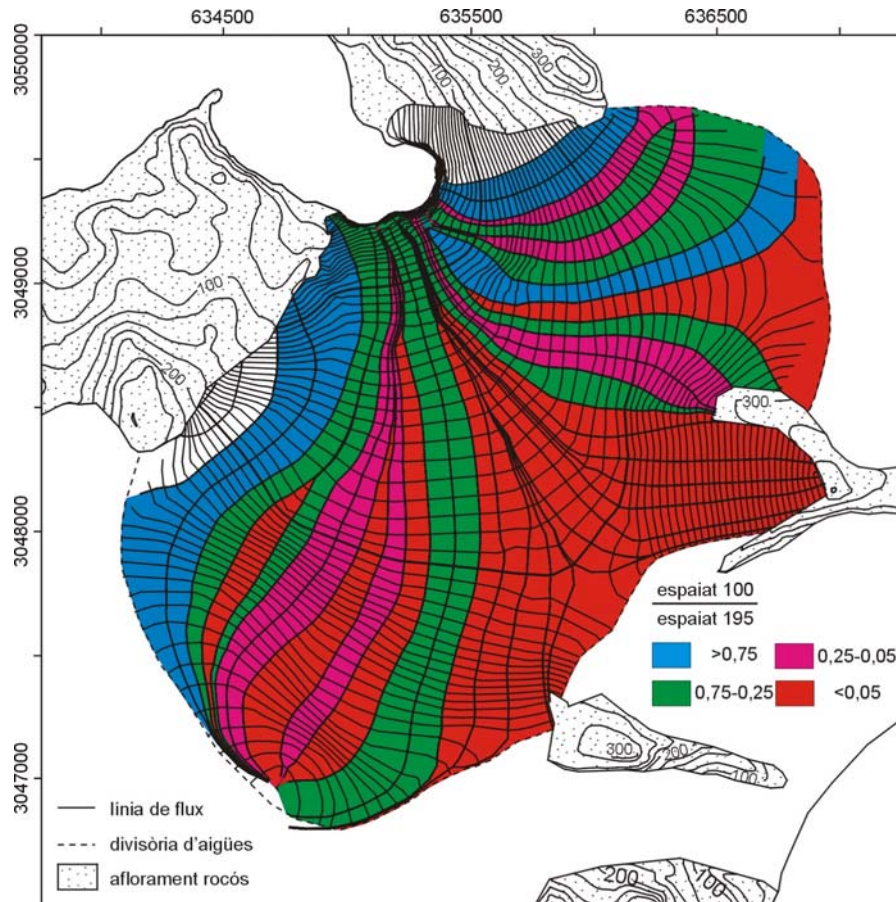 634500 635500 636500
3050000
3049000
3048000
3047000
100
200
300
100
200
300
espaiat 100
espaiat 195
>0,75 0,25-0,05
0,75-0,25 <0,05
300
200
100
línia de flux
divisòria d'aigües
aflorament rocós
200 100